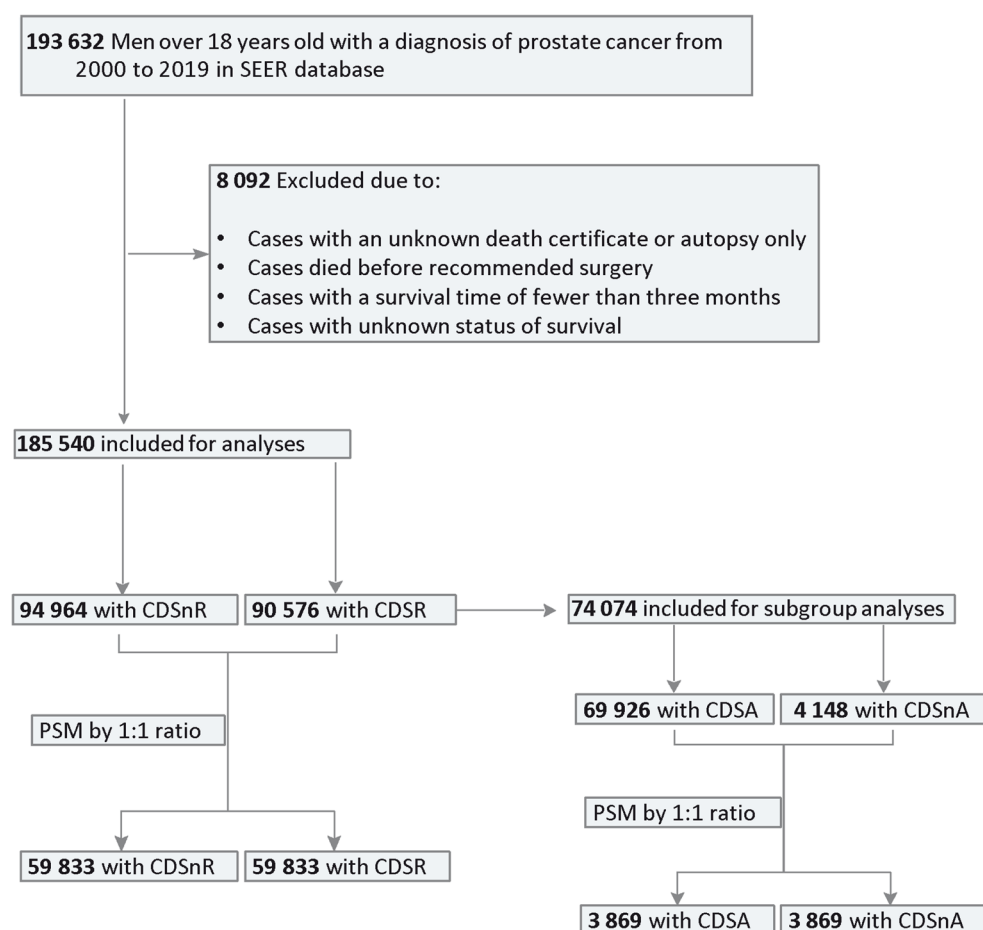 193 632 Men over 18 years old with a diagnosis of prostate cancer from
2000 to 2019 in SEER database
8 092 Excluded due to:
• Cases with an unknown death certificate or autopsy only
• Cases died before recommended surgery
• Cases with a survival time of fewer than three months
• Cases with unknown status of survival
185 540 included for analyses
94 964 with CDSnR
90 576 with CDSR
74 074 included for subgroup analyses
69 926 with CDSA
4 148 with CDSnA
PSM by 1:1 ratio
PSM by 1:1 ratio
59 833 with CDSnR
59 833 with CDSR
3 869 with CDSA
3 869 with CDSnA